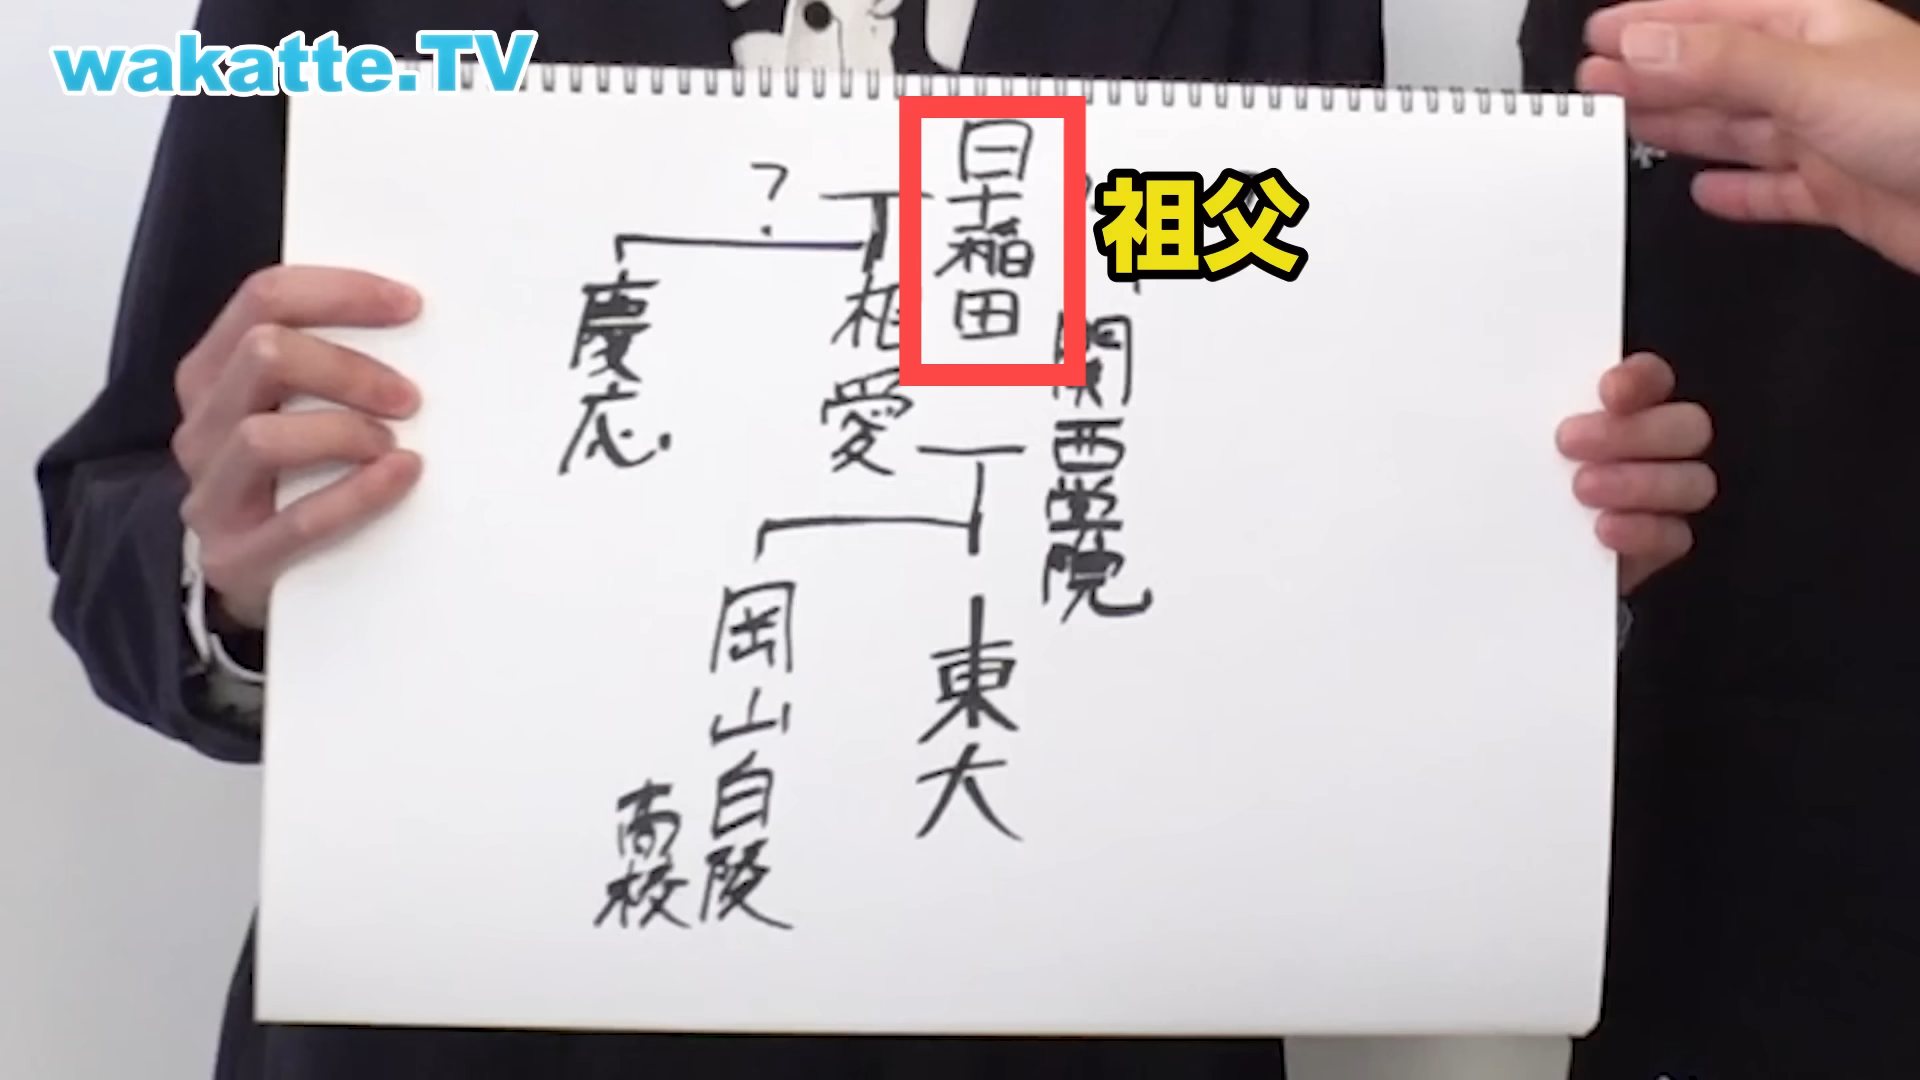 wakatte.TV
早稲田
祖父
?
慶応
相愛
関西学院
東大
岡山白陵
高校